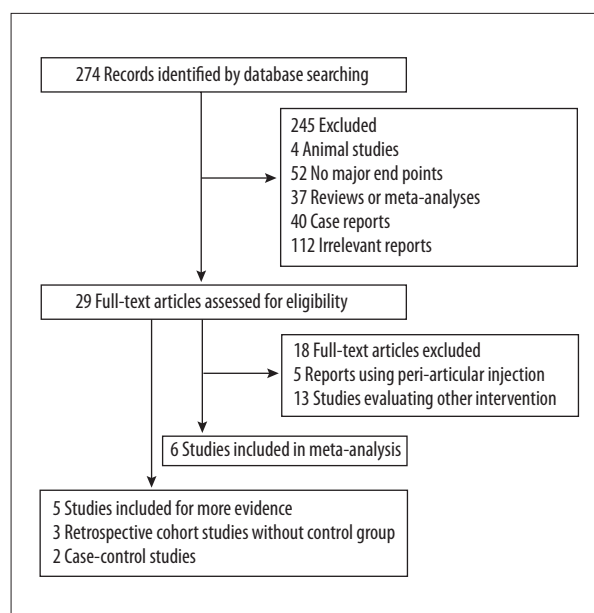 274 Records identified by database searching
245 Excluded
4 Animal studies
52 No major end points
37 Reviews or meta-analyses
40 Case reports
112 Irrelevant reports
29 Full-text articles assessed for eligibility
18 Full-text articles excluded
5 Reports using peri-articular injection
13 Studies evaluating other intervention
6 Studies included in meta-analysis
5 Studies included for more evidence
3 Retrospective cohort studies without control group
2 Case-control studies